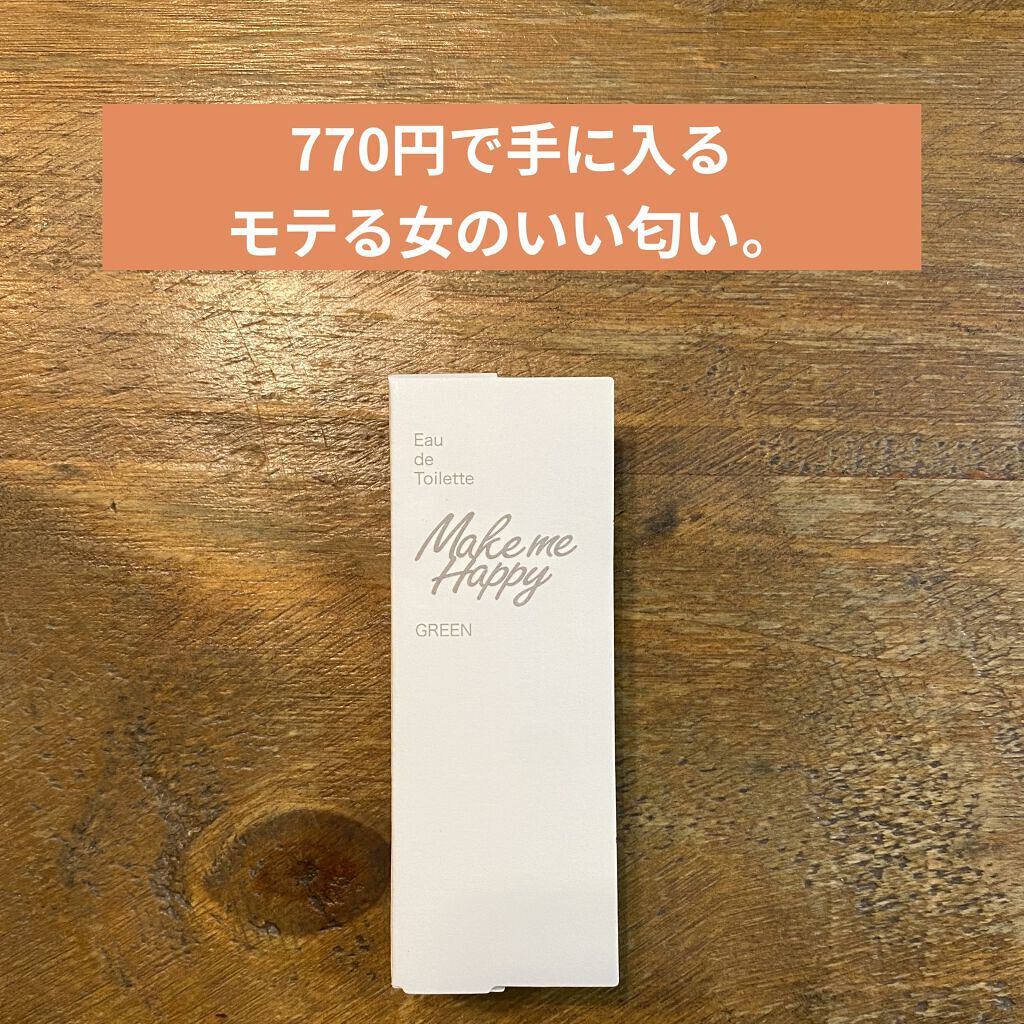 770円で手に入る
モテる女のいい匂い。
Eau
de
Toilette
Make me
Happy
GREEN